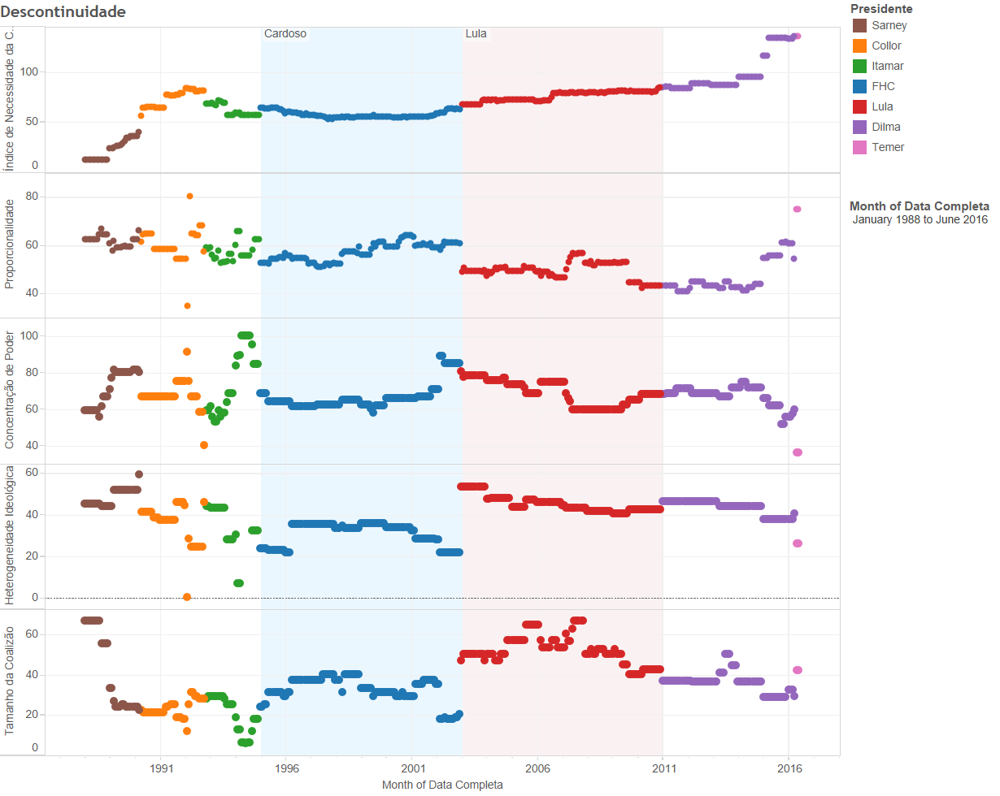 Descontinuidade
Cardoso
Lula
Índice de Necessidade da C..
100
50
0
Proporcionalidade
80
60
40
Concentração de Poder
100
80
60
40
Heterogeneidade Ideológica
60
40
20
0
Tamanho da Coalizão
60
40
20
0
1991
1996
2001
2006
2011
2016
Month of Data Completa
Presidente
Sarney
Collor
Itamar
FHC
Lula
Dilma
Temer
Month of Data Completa
January 1988 to June 2016